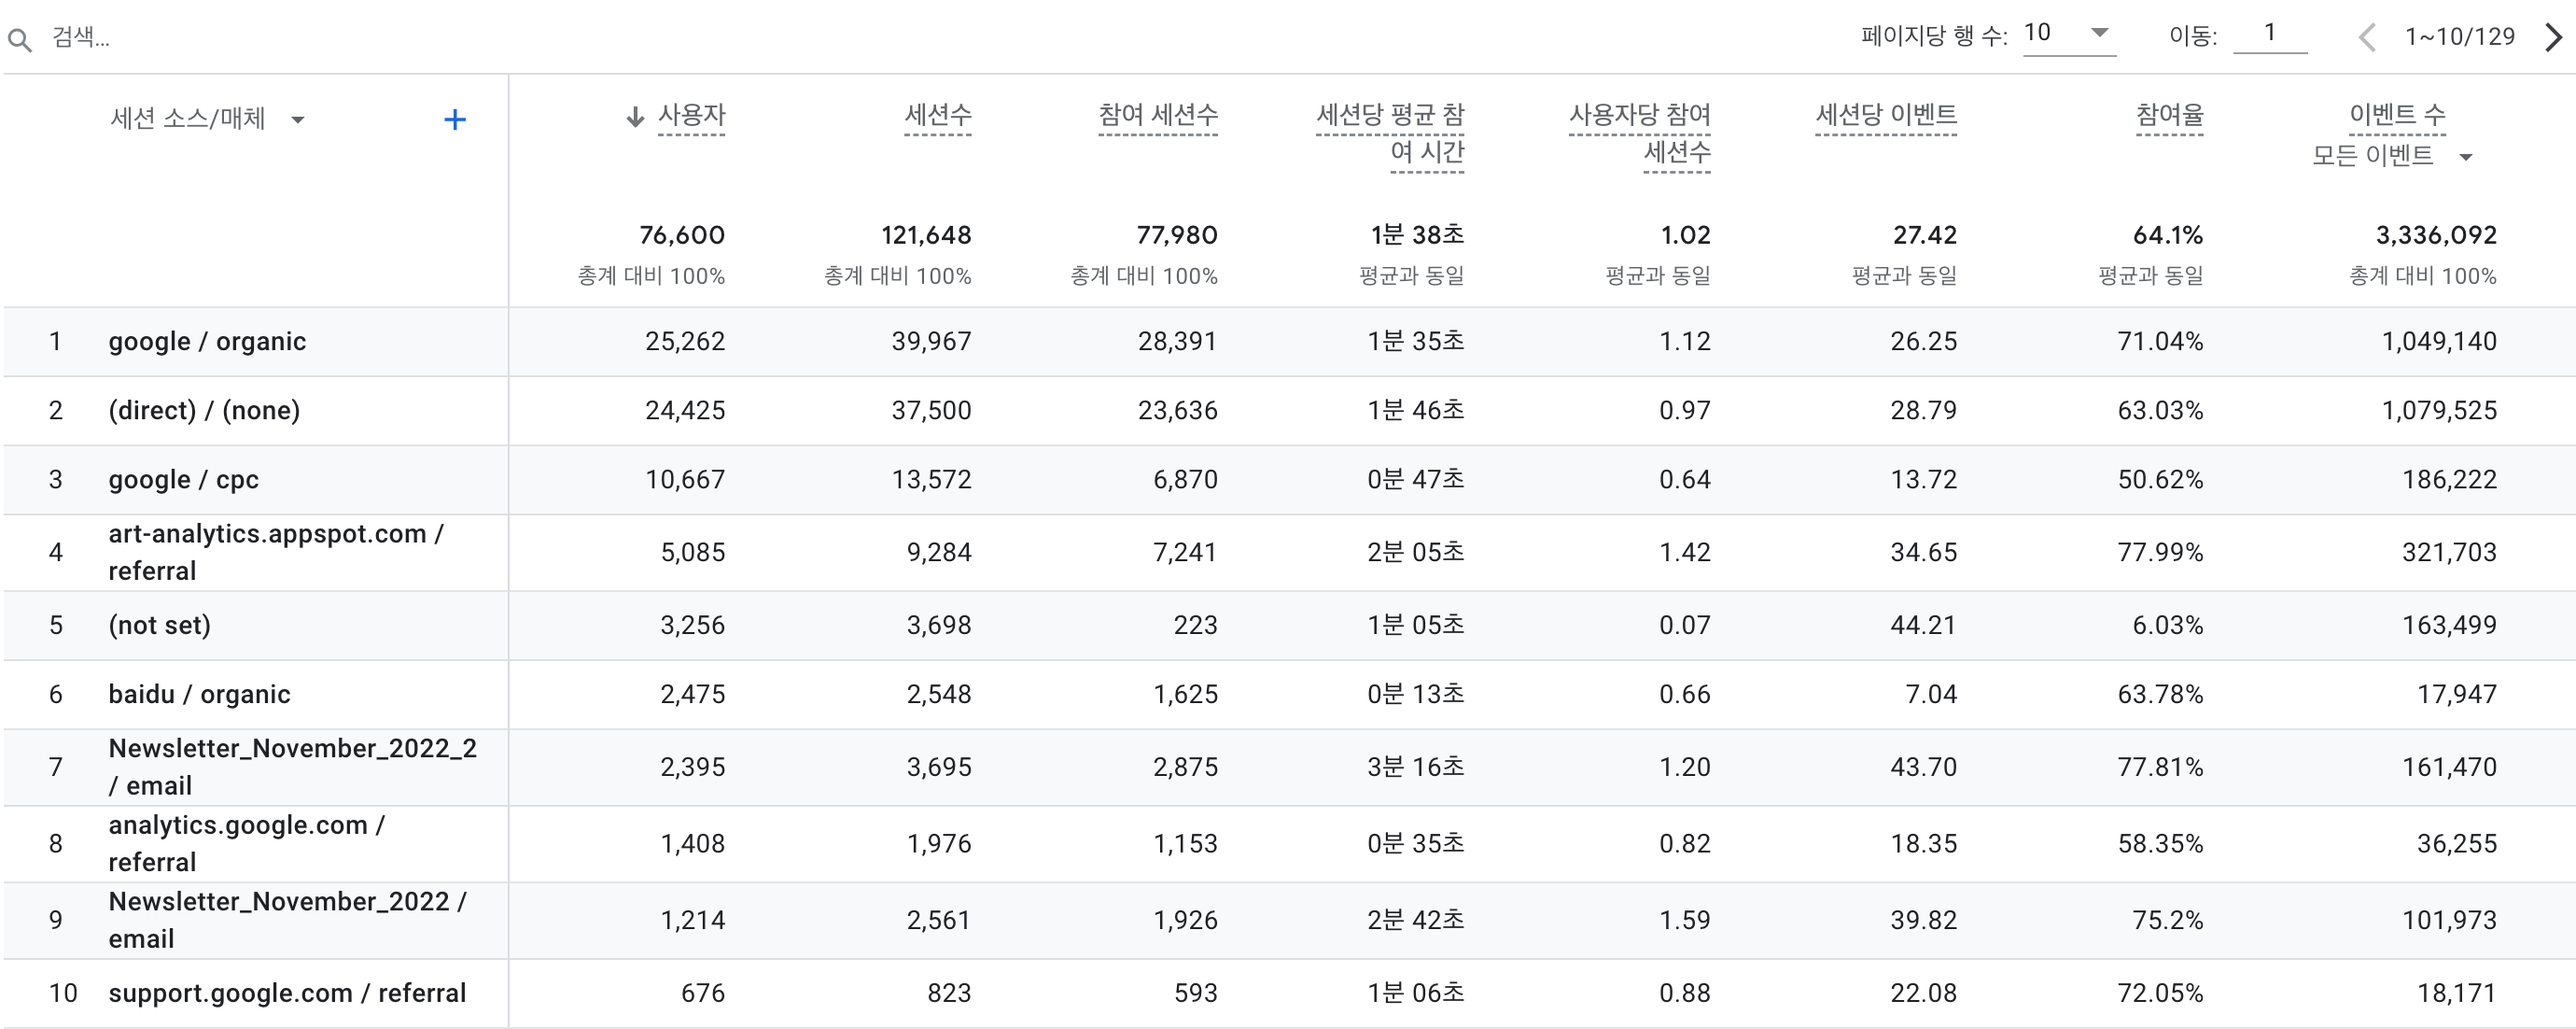 검색...
페이지당 행 수: 10 이동: 1 1~10/129
세션 소스/매체 + ↓ 사용자 세션수 참여 세션수 세션당 평균 참여 시간 사용자당 참여 세션수 세션당 이벤트 참여율 이벤트 수
모든 이벤트
76,600 121,648 77,980 1분 38초 1.02 27.42 64.1% 3,336,092
총계 대비 100% 총계 대비 100% 총계 대비 100% 평균과 동일 평균과 동일 평균과 동일 평균과 동일 총계 대비 100%
1 google / organic 25,262 39,967 28,391 1분 35초 1.12 26.25 71.04% 1,049,140
2 (direct) / (none) 24,425 37,500 23,636 1분 46초 0.97 28.79 63.03% 1,079,525
3 google / cpc 10,667 13,572 6,870 0분 47초 0.64 13.72 50.62% 186,222
4 art-analytics.appspot.com / referral 5,085 9,284 7,241 2분 05초 1.42 34.65 77.99% 321,703
5 (not set) 3,256 3,698 223 1분 05초 0.07 44.21 6.03% 163,499
6 baidu / organic 2,475 2,548 1,625 0분 13초 0.66 7.04 63.78% 17,947
7 Newsletter_November_2022_2 / email 2,395 3,695 2,875 3분 16초 1.20 43.70 77.81% 161,470
8 analytics.google.com / referral 1,408 1,976 1,153 0분 35초 0.82 18.35 58.35% 36,255
9 Newsletter_November_2022 / email 1,214 2,561 1,926 2분 42초 1.59 39.82 75.2% 101,973
10 support.google.com / referral 676 823 593 1분 06초 0.88 22.08 72.05% 18,171